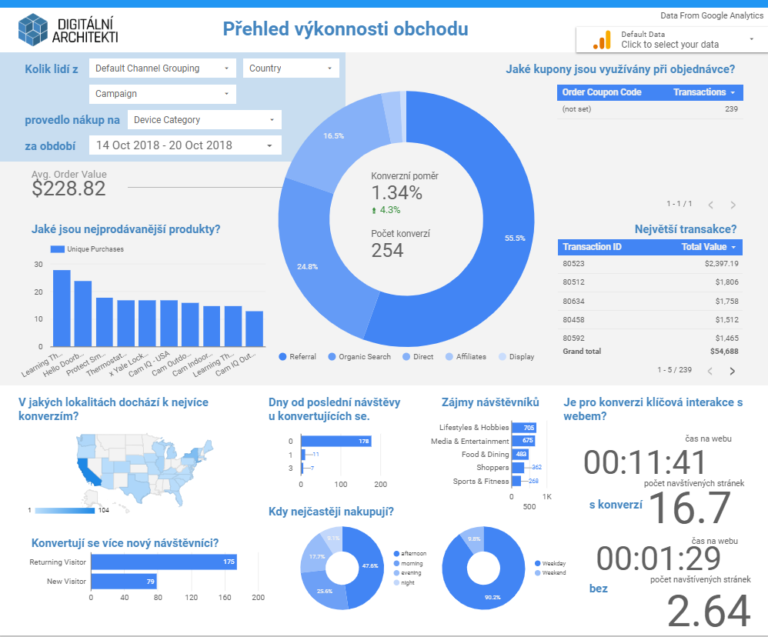 DIGITÁLNÍ
ARCHITEKTI
Přehled výkonnosti obchodu
Data From Google Analytics
Default Data
Click to select your data
Kolik lidí z
Default Channel Grouping
Country
Campaign
provedlo nákup na
Device Category
za období
14 Oct 2018 - 20 Oct 2018
Avg. Order Value
$228.82
Jaké jsou nejprodávanější produkty?
Unique Purchases
30
20
10
0
Learning Th...
Hello Doorb...
Protect Sm...
Thermostat...
x Yale Lock...
Cam IQ - USA
Cam Outdo...
Cam Indoor...
Learning Th...
Cam IQ Out...
16.5%
24.8%
55.5%
Konverzní poměr
1.34%
4.3%
Počet konverzí
254
Referral
Organic Search
Direct
Affiliates
Display
Jaké kupony jsou využívány při objednávce?
Order Coupon Code
Transactions
(not set)
239
1 - 1 / 1
Největší transakce?
Transaction ID
Total Value
80523
$2,397.19
80512
$1,806
80634
$1,758
80458
$1,512
80592
$1,465
Grand total
$54,688
1 - 5 / 239
V jakých lokalitách dochází k nejvíce
konverzím?
1
104
Konvertují se více nový návštěvníci?
Returning Visitor
175
New Visitor
79
0
40
80
120
160
200
Dny od poslední návštěvy
u konvertujících se.
0
178
1
11
3
7
0
100
200
Kdy nejčastěji nakupují?
47.6%
25.6%
17.7%
afternoon
morning
evening
night
90.2%
9.8%
Weekday
Weekend
Zájmy návštěvníků
Lifestyles & Hobbies
705
Media & Entertainment
675
Food & Dining
483
Shoppers
362
Sports & Fitness
268
0
500
1K
Je pro konverzi klíčová interakce s
webem?
čas na webu
00:11:41
počet navštívených stránek
s konverzí
16.7
čas na webu
00:01:29
počet navštívených stránek
bez
2.64